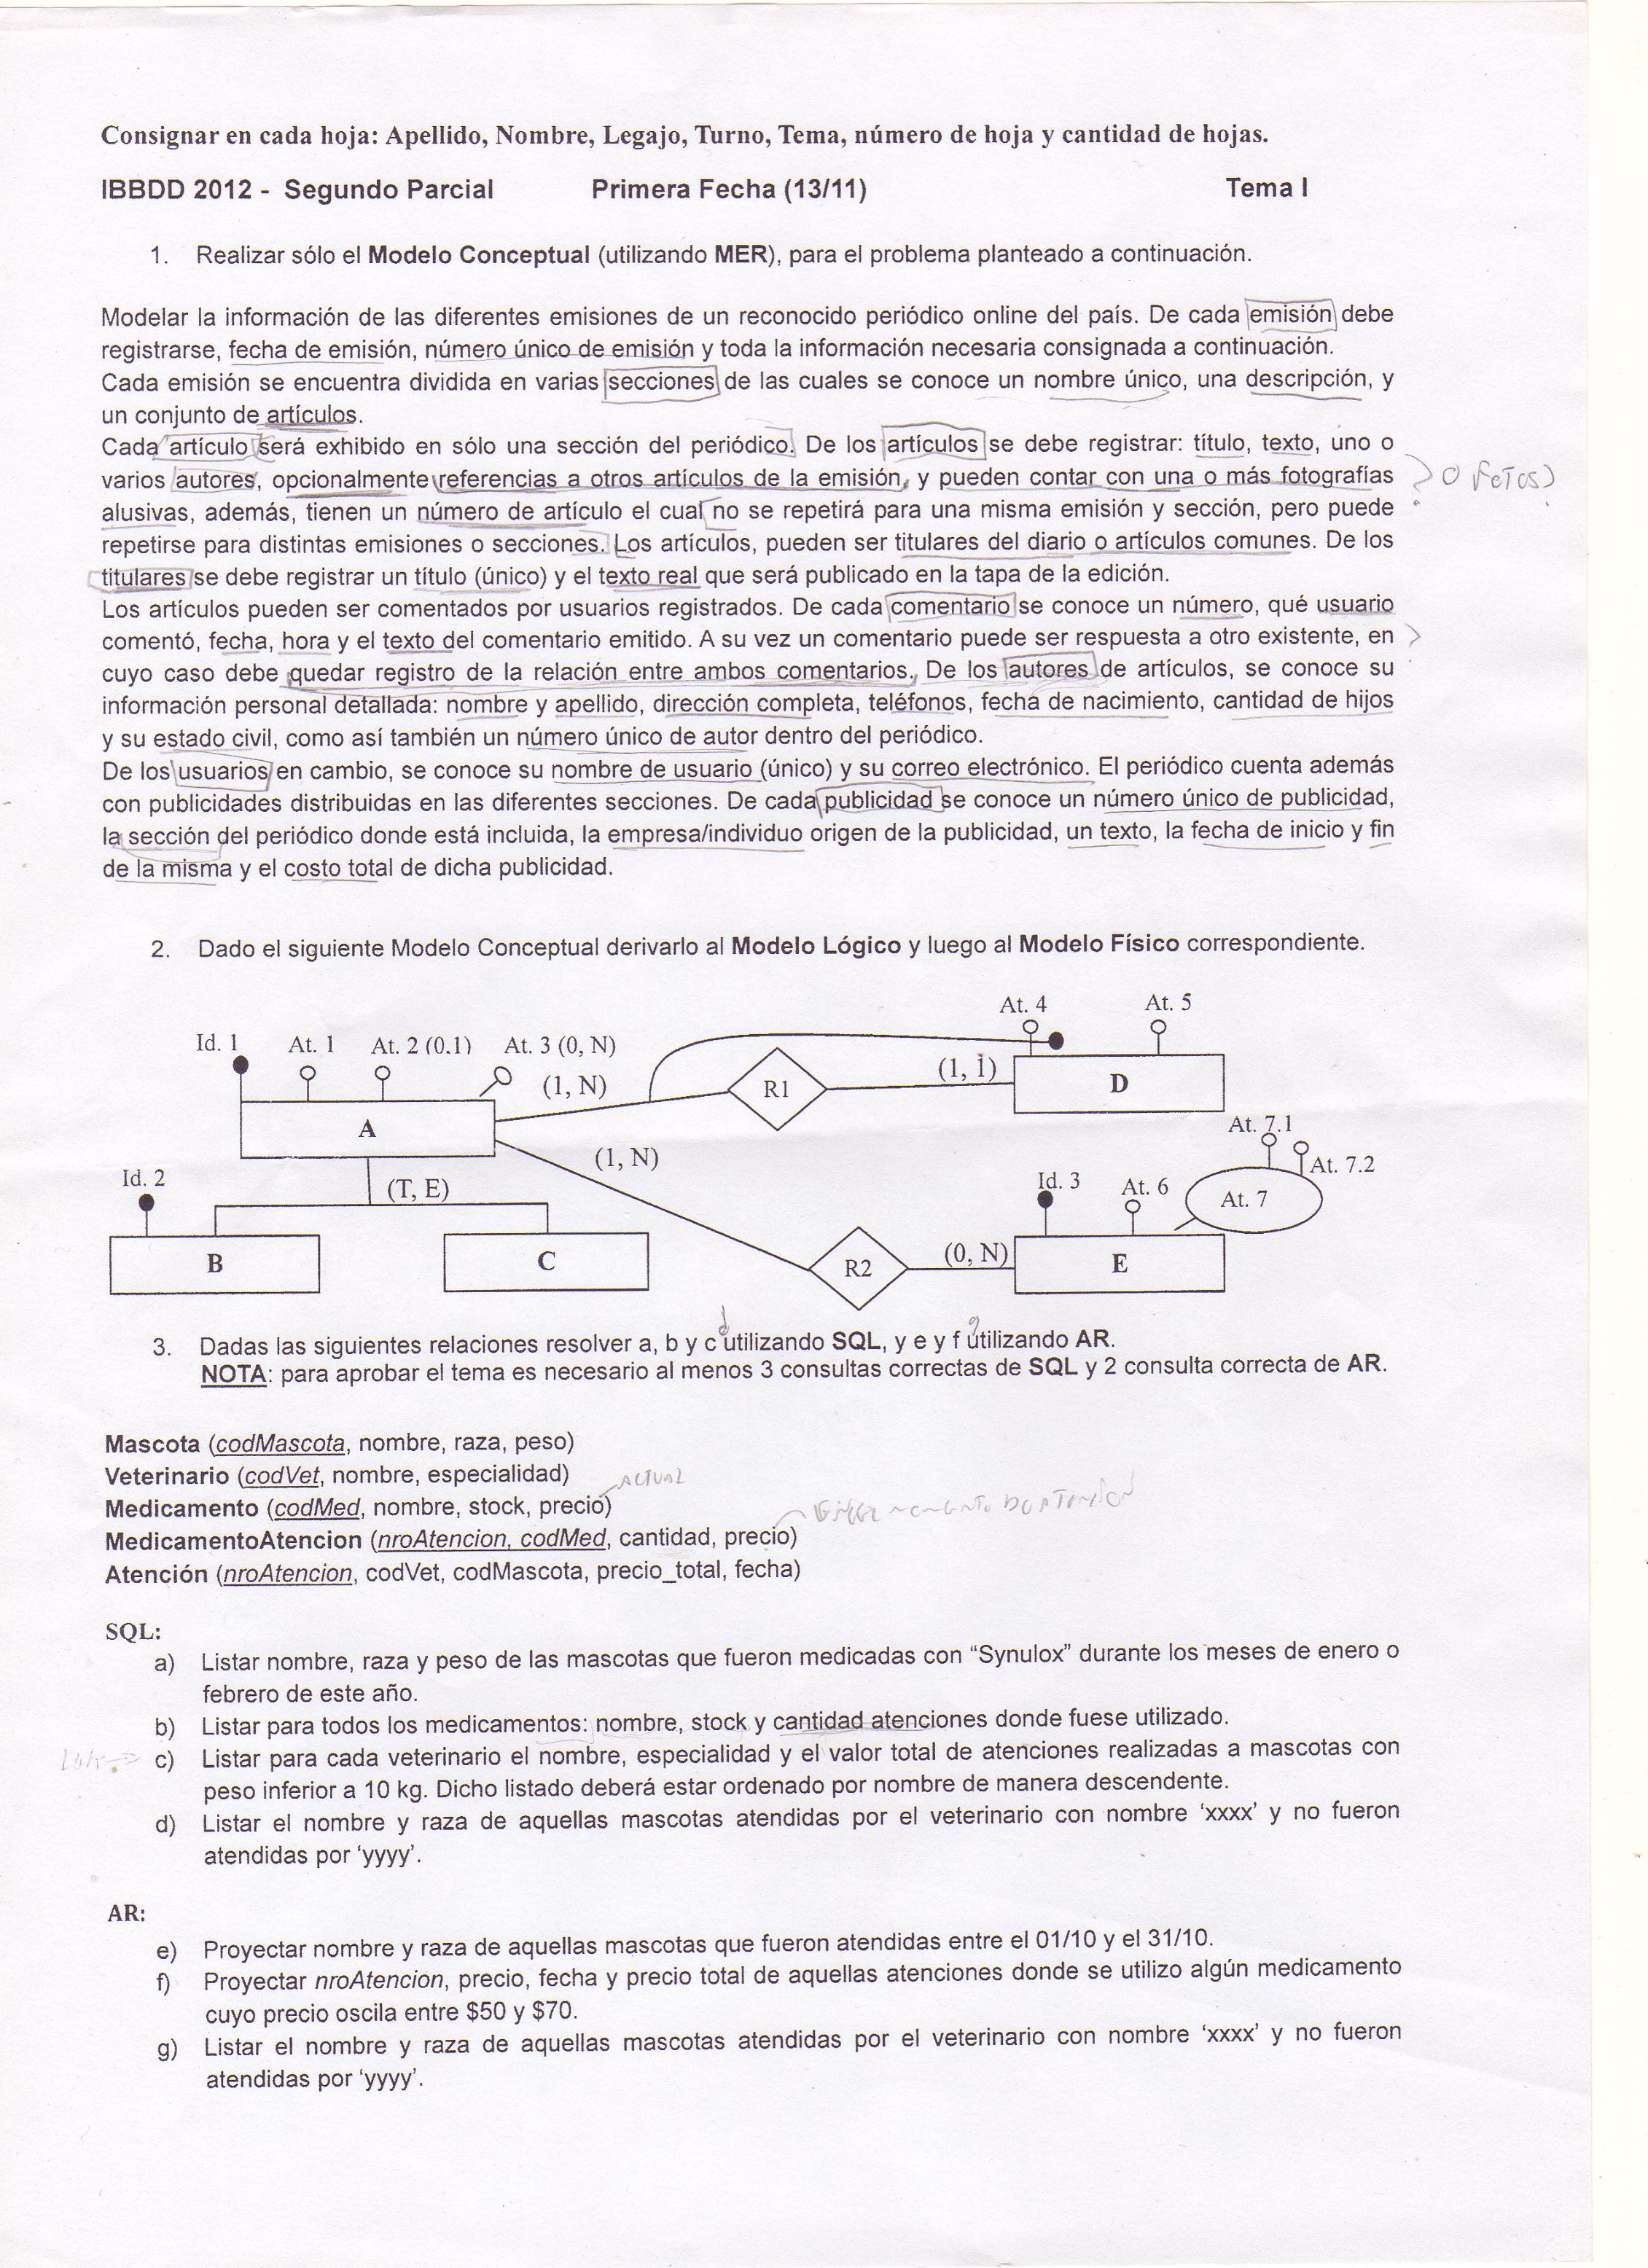 Consignar en cada hoja: Apellido, Nombre, Legajo, Turno, Tema, número de hoja y cantidad de hojas.
IBBDD 2012 - Segundo Parcial Primera Fecha (13/11) Tema I
1. Realizar sólo el Modelo Conceptual (utilizando MER), para el problema planteado a continuación.
Modelar la información de las diferentes emisiones de un reconocido periódico online del país. De cada emisión debe
registrarse, fecha de emisión, número único de emisión y toda la información necesaria consignada a continuación.
Cada emisión se encuentra dividida en varias secciones de las cuales se conoce un nombre único, una descripción, y
un conjunto de artículos.
Cada artículo será exhibido en sólo una sección del periódico. De los artículos se debe registrar: título, texto, uno o
varios autores, opcionalmente referencias a otros artículos de la emisión, y pueden contar con una o más fotografías
? O FOTOS?
alusivas, además, tienen un número de artículo el cual no se repetirá para una misma emisión y sección, pero puede
repetirse para distintas emisiones o secciones. Los artículos, pueden ser titulares del diario o artículos comunes. De los
titulares se debe registrar un título (único) y el texto real que será publicado en la tapa de la edición.
Los artículos pueden ser comentados por usuarios registrados. De cada comentario se conoce un número, qué usuario
comentó, fecha, hora y el texto del comentario emitido. A su vez un comentario puede ser respuesta a otro existente, en
cuyo caso debe quedar registro de la relación entre ambos comentarios. De los autores de artículos, se conoce su
información personal detallada: nombre y apellido, dirección completa, teléfonos, fecha de nacimiento, cantidad de hijos
y su estado civil, como así también un número único de autor dentro del periódico.
De los usuarios en cambio, se conoce su nombre de usuario (único) y su correo electrónico. El periódico cuenta además
con publicidades distribuidas en las diferentes secciones. De cada publicidad se conoce un número único de publicidad,
la sección del periódico donde está incluida, la empresa/individuo origen de la publicidad, un texto, la fecha de inicio y fin
de la misma y el costo total de dicha publicidad.
2. Dado el siguiente Modelo Conceptual derivarlo al Modelo Lógico y luego al Modelo Físico correspondiente.
At. 4 At. 5
Id. 1 At. 1 At. 2 (0.1) At. 3 (0, N)
(1, N) R1 (1, 1) D
A
At. 7.1
(1, N) At. 7.2
Id. 2 (T, E) Id. 3 At. 6 At. 7
B C R2 (0, N) E
d g
3. Dadas las siguientes relaciones resolver a, b y c utilizando SQL, y e y f utilizando AR.
NOTA: para aprobar el tema es necesario al menos 3 consultas correctas de SQL y 2 consulta correcta de AR.
Mascota (codMascota, nombre, raza, peso)
Veterinario (codVet, nombre, especialidad)
ACTUAL
Medicamento (codMed, nombre, stock, precio)
MedicamentoAtencion (nroAtencion, codMed, cantidad, precio)
Atención (nroAtencion, codVet, codMascota, precio_total, fecha)
SQL:
a) Listar nombre, raza y peso de las mascotas que fueron medicadas con “Synulox” durante los meses de enero o
febrero de este año.
b) Listar para todos los medicamentos: nombre, stock y cantidad atenciones donde fuese utilizado.
c) Listar para cada veterinario el nombre, especialidad y el valor total de atenciones realizadas a mascotas con
peso inferior a 10 kg. Dicho listado deberá estar ordenado por nombre de manera descendente.
d) Listar el nombre y raza de aquellas mascotas atendidas por el veterinario con nombre ‘xxxx’ y no fueron
atendidas por ‘yyyy’.
AR:
e) Proyectar nombre y raza de aquellas mascotas que fueron atendidas entre el 01/10 y el 31/10.
f) Proyectar nroAtencion, precio, fecha y precio total de aquellas atenciones donde se utilizo algún medicamento
cuyo precio oscila entre $50 y $70.
g) Listar el nombre y raza de aquellas mascotas atendidas por el veterinario con nombre ‘xxxx’ y no fueron
atendidas por ‘yyyy’.